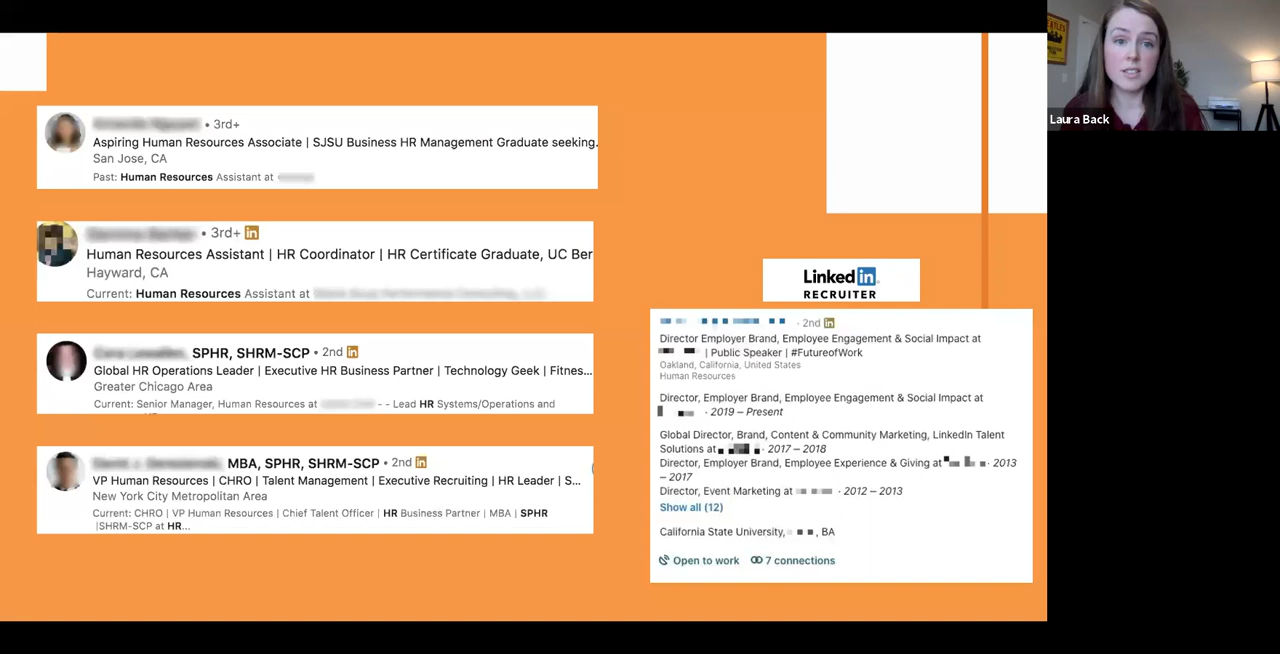 • 3rd+
Aspiring Human Resources Associate | SJSU Business HR Management Graduate seeking.
San Jose, CA
Past: Human Resources Assistant at
• 3rd+ in
Human Resources Assistant | HR Coordinator | HR Certificate Graduate, UC Ber
Hayward, CA
Current: Human Resources Assistant at
SPHR, SHRM-SCP • 2nd in
Global HR Operations Leader | Executive HR Business Partner | Technology Geek | Fitnes...
Greater Chicago Area
Current: Senior Manager, Human Resources at - - Lead HR Systems/Operations and
MBA, SPHR, SHRM-SCP • 2nd in
VP Human Resources | CHRO | Talent Management | Executive Recruiting | HR Leader | S...
New York City Metropolitan Area
Current: CHRO | VP Human Resources | Chief Talent Officer | HR Business Partner | MBA | SPHR
|SHRM-SCP at HR...
Linked in
RECRUITER
· 2nd in
Director Employer Brand, Employee Engagement & Social Impact at
| Public Speaker | #FutureofWork
Oakland, California, United States
Human Resources
Director, Employer Brand, Employee Engagement & Social Impact at
· 2019 – Present
Global Director, Brand, Content & Community Marketing, LinkedIn Talent
Solutions at · 2017 – 2018
Director, Employer Brand, Employee Experience & Giving at · 2013
– 2017
Director, Event Marketing at · 2012 – 2013
Show all (12)
California State University, , BA
Open to work 7 connections
Laura Back